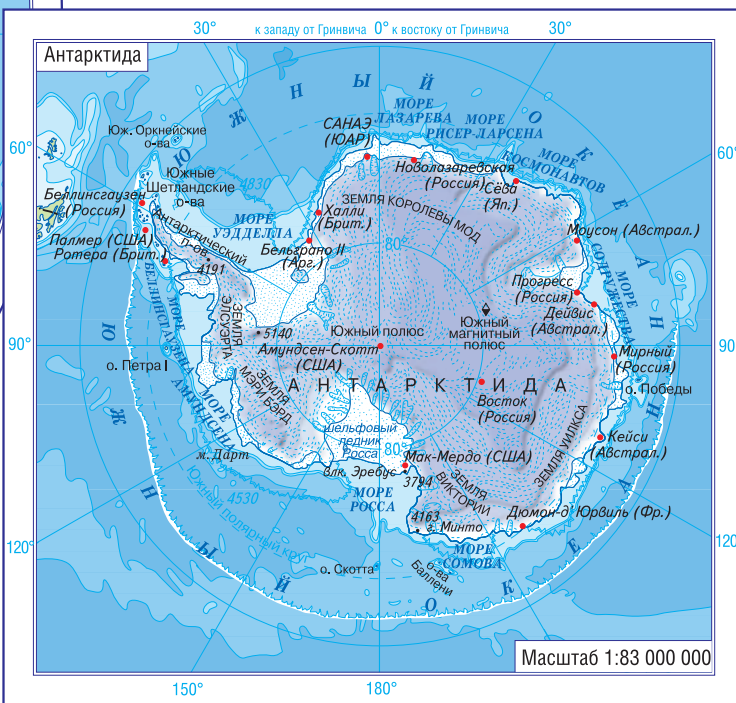 30° к западу от Гринвича 0° к востоку от Гринвича 30°
Антарктида
ЮЖНЫЙ ОКЕАН
МОРЕ
ЛАЗАРЕВА
МОРЕ
РИСЕР-ЛАРСЕНА
МОРЕ
КОСМОНАВТОВ
САНАЭ
(ЮАР)
Юж. Оркнейские
о-ва
60°
60°
Южные
Шетландские
о-ва
4830
Новолазаревская
(Россия)
Сёва
(Яп.)
Беллинсгаузен
(Россия)
ЗЕМЛЯ КОРОЛЕВЫ МОД
Халли
(Брит.)
МОРЕ
УЭДДЕЛЛА
Антарктический
п-ов
Моусон (Австрал.)
Палмер (США)
Ротера (Брит.)
80°
Бельграно II
(Арг.)
МОРЕ
СОДРУЖЕСТВА
4191
МОРЕ
БЕЛЛИНСГАУЗЕНА
Прогресс
(Россия)
Дейвис
(Австрал.)
ЗЕМЛЯ
ЭЛСУЭРТА
5140
Южный полюс
Южный
магнитный
полюс
90°
90
Амундсен-Скотт
(США)
Мирный
(Россия)
о. Петра I
АНТАРКТИДА
ЗЕМЛЯ
МЭРИ БЭРД
о. Победы
Восток
(Россия)
МОРЕ
АМУНДСЕНА
шельфовый
ледник
Росса
ЗЕМЛЯ УИЛКСА
Кейси
(Австрал.)
80°
м. Дарт
Мак-Мердо (США)
влк. Эребус
3794
ЗЕМЛЯ
ВИКТОРИИ
4530
МОРЕ
РОССА
Южный полярный круг
4163
Минто
Дюмон-д'Юрвиль (Фр.)
120°
120
МОРЕ
СОМОВА
о. Скотта
о-ва
Баллени
ЮЖНЫЙ ОКЕАН
Масштаб 1:83 000 000
150°
180°